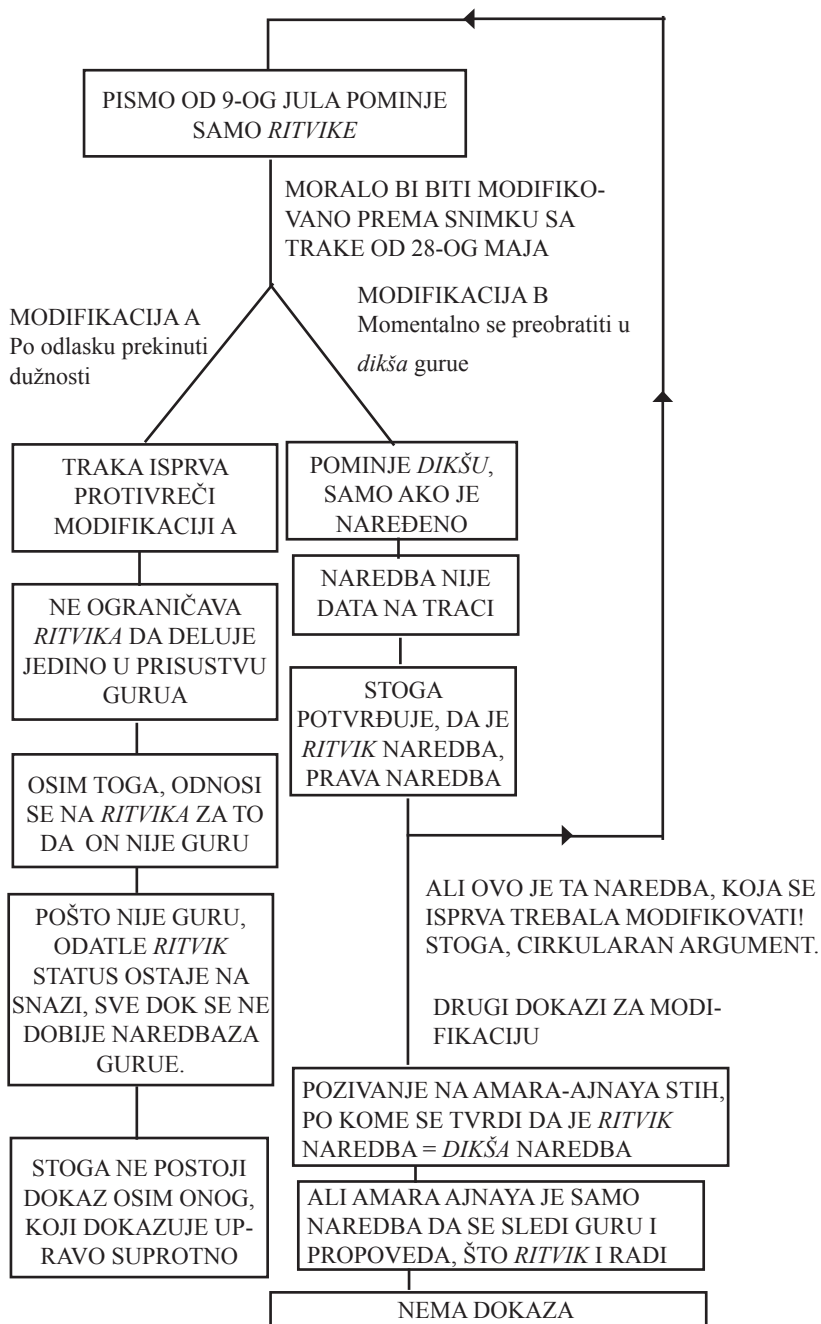 PISMO OD 9-OG JULA POMINJE
SAMO RITVIKE
MORALO BI BITI MODIFIKO-
VANO PREMA SNIMKU SA
TRAKE OD 28-OG MAJA
MODIFIKACIJA A
Po odlasku prekinuti
dužnosti
MODIFIKACIJA B
Momentalno se preobratiti u
dikša gurue
TRAKA ISPRVA
PROTIVREČI
MODIFIKACIJI A
NE OGRANIČAVA
RITVIKA DA DELUJE
JEDINO U PRISUSTVU
GURUA
OSIM TOGA, ODNOSI
SE NA RITVIKA ZA TO
DA ON NIJE GURU
POŠTO NIJE GURU,
ODATLE RITVIK
STATUS OSTAJE NA
SNAZI, SVE DOK SE NE
DOBIJE NAREDBAZA
GURUE.
STOGA NE POSTOJI
DOKAZ OSIM ONOG,
KOJI DOKAZUJE UP-
RAVO SUPROTNO
POMINJE DIKŠU,
SAMO AKO JE
NAREĐENO
NAREDBA NIJE
DATA NA TRACI
STOGA
POTVRĐUJE, DA JE
RITVIK NAREDBA,
PRAVA NAREDBA
ALI OVO JE TA NAREDBA, KOJA SE
ISPRVA TREBALA MODIFIKOVATI!
STOGA, CIRKULARAN ARGUMENT.
DRUGI DOKAZI ZA MODI-
FIKACIJU
POZIVANJE NA AMARA-AJNAYA STIH,
PO KOME SE TVRDI DA JE RITVIK
NAREDBA = DIKŠA NAREDBA
ALI AMARA AJNAYA JE SAMO
NAREDBA DA SE SLEDI GURU I
PROPOVEDA, ŠTO RITVIK I RADI
NEMA DOKAZA